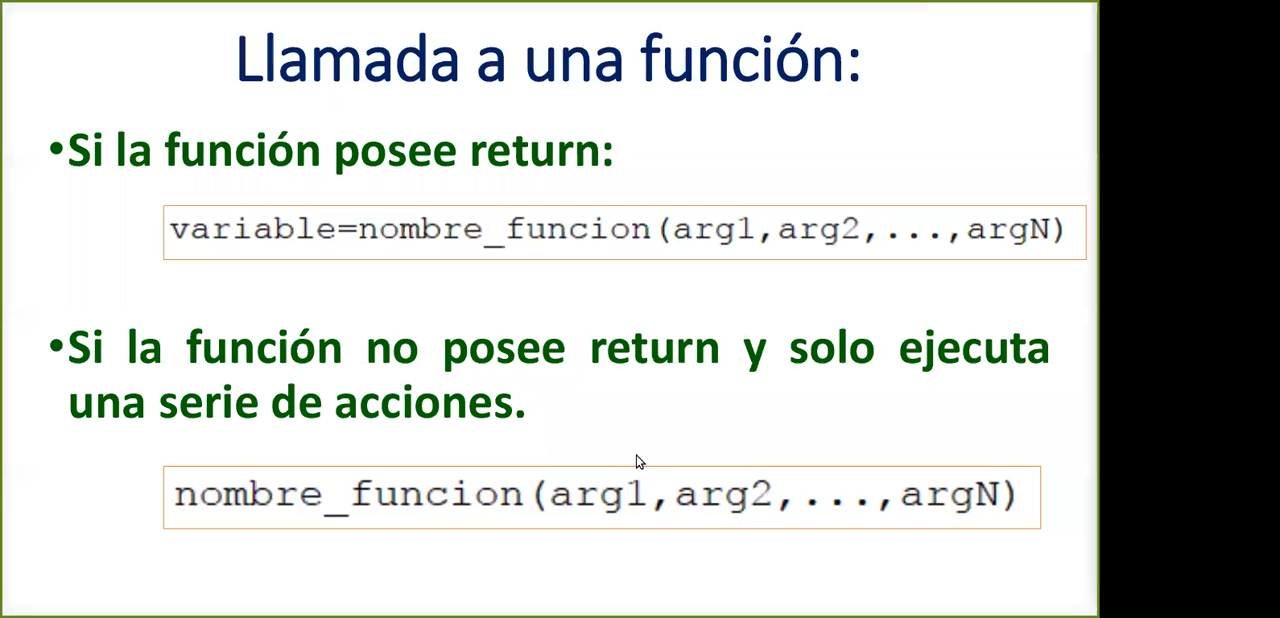 Llamada a una función:
•Si la función posee return:
variable=nombre_funcion(arg1,arg2,...,argN)
•Si la función no posee return y solo ejecuta
una serie de acciones.
nombre_funcion(arg1,arg2,...,argN)